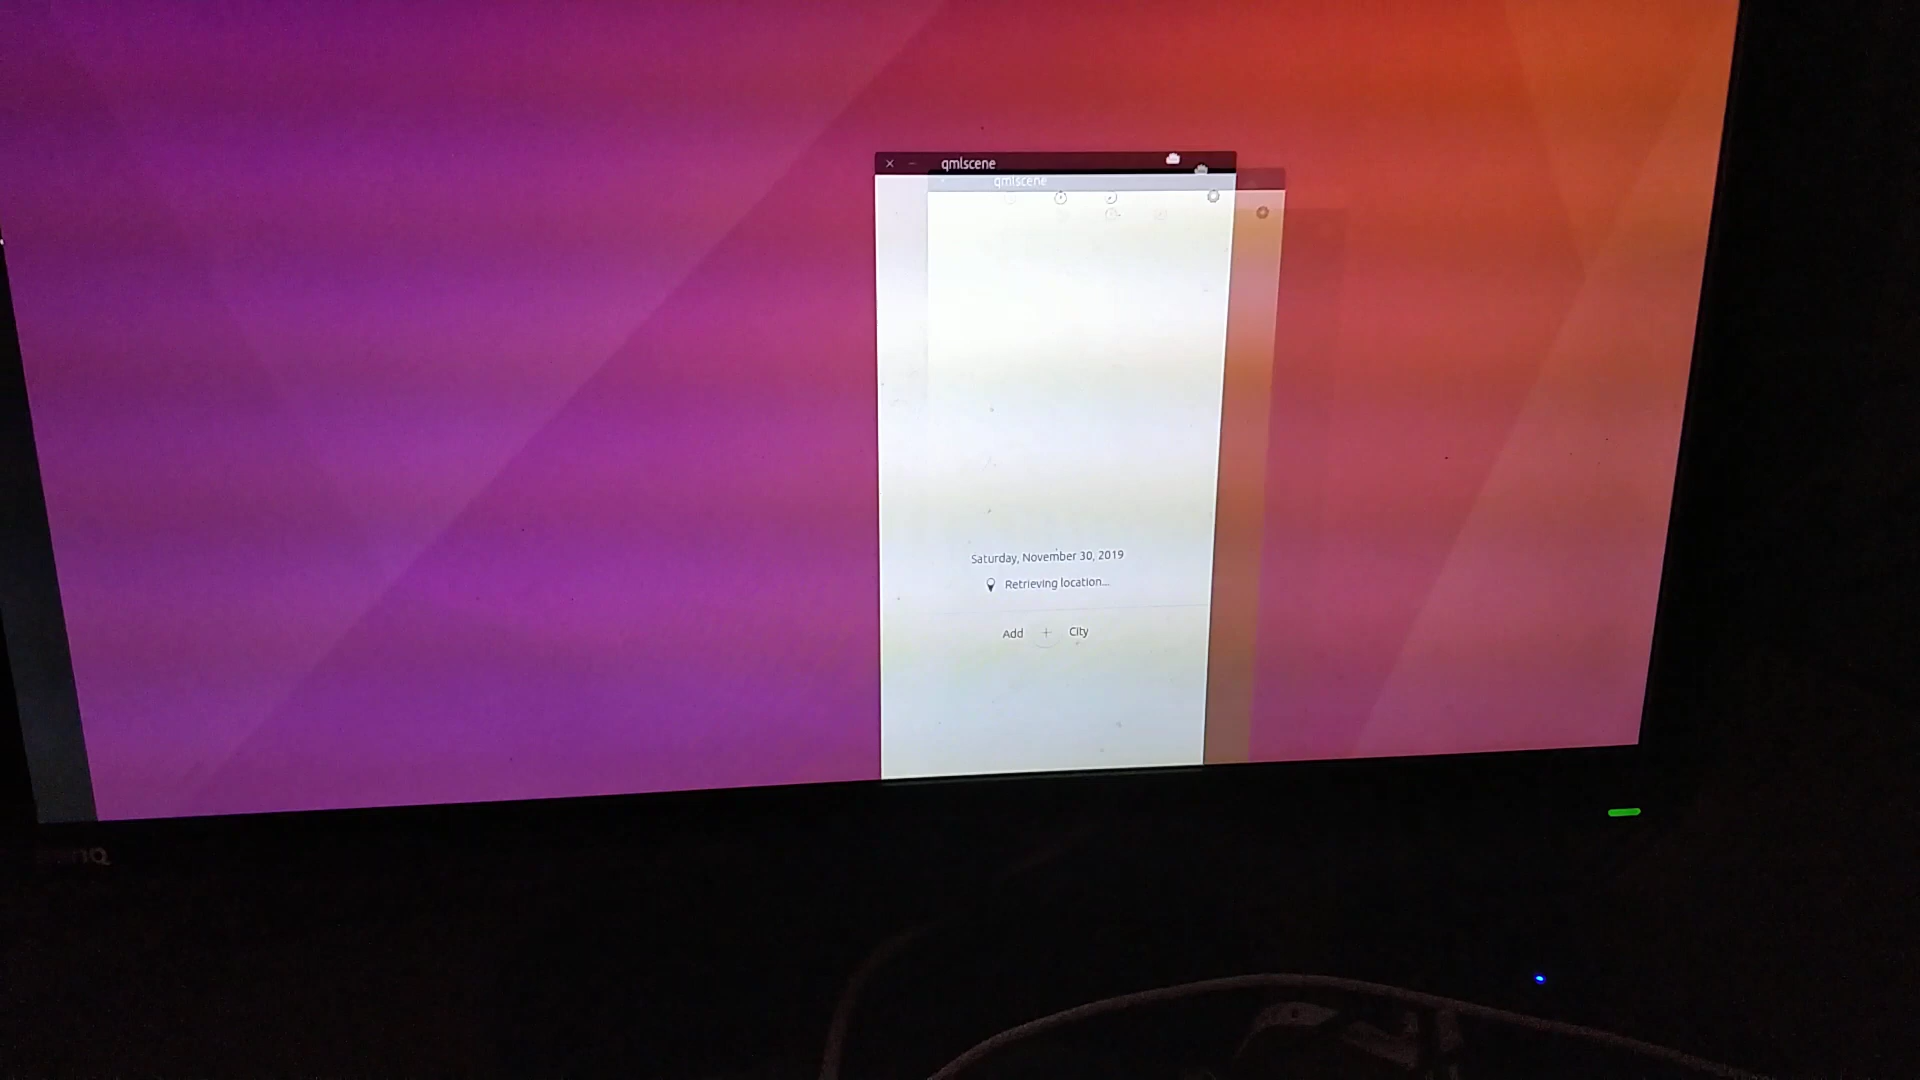 qmlscene
qmlscene
Saturday, November 30, 2019
Retrieving location...
Add + City